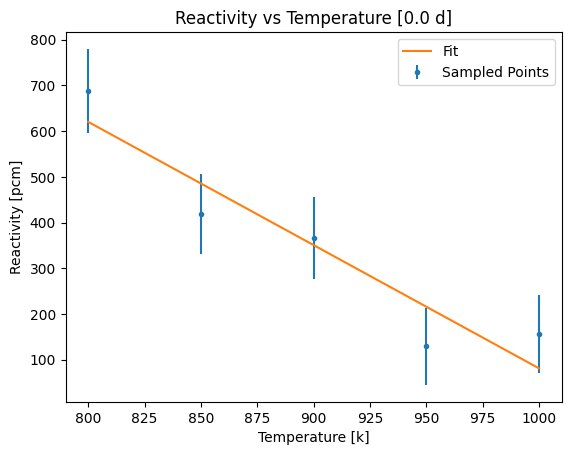 Reactivity vs Temperature [0.0 d]
Fit
Sampled Points
Reactivity [pcm]
800
700
600
500
400
300
200
100
800 825 850 875 900 925 950 975 1000
Temperature [k]